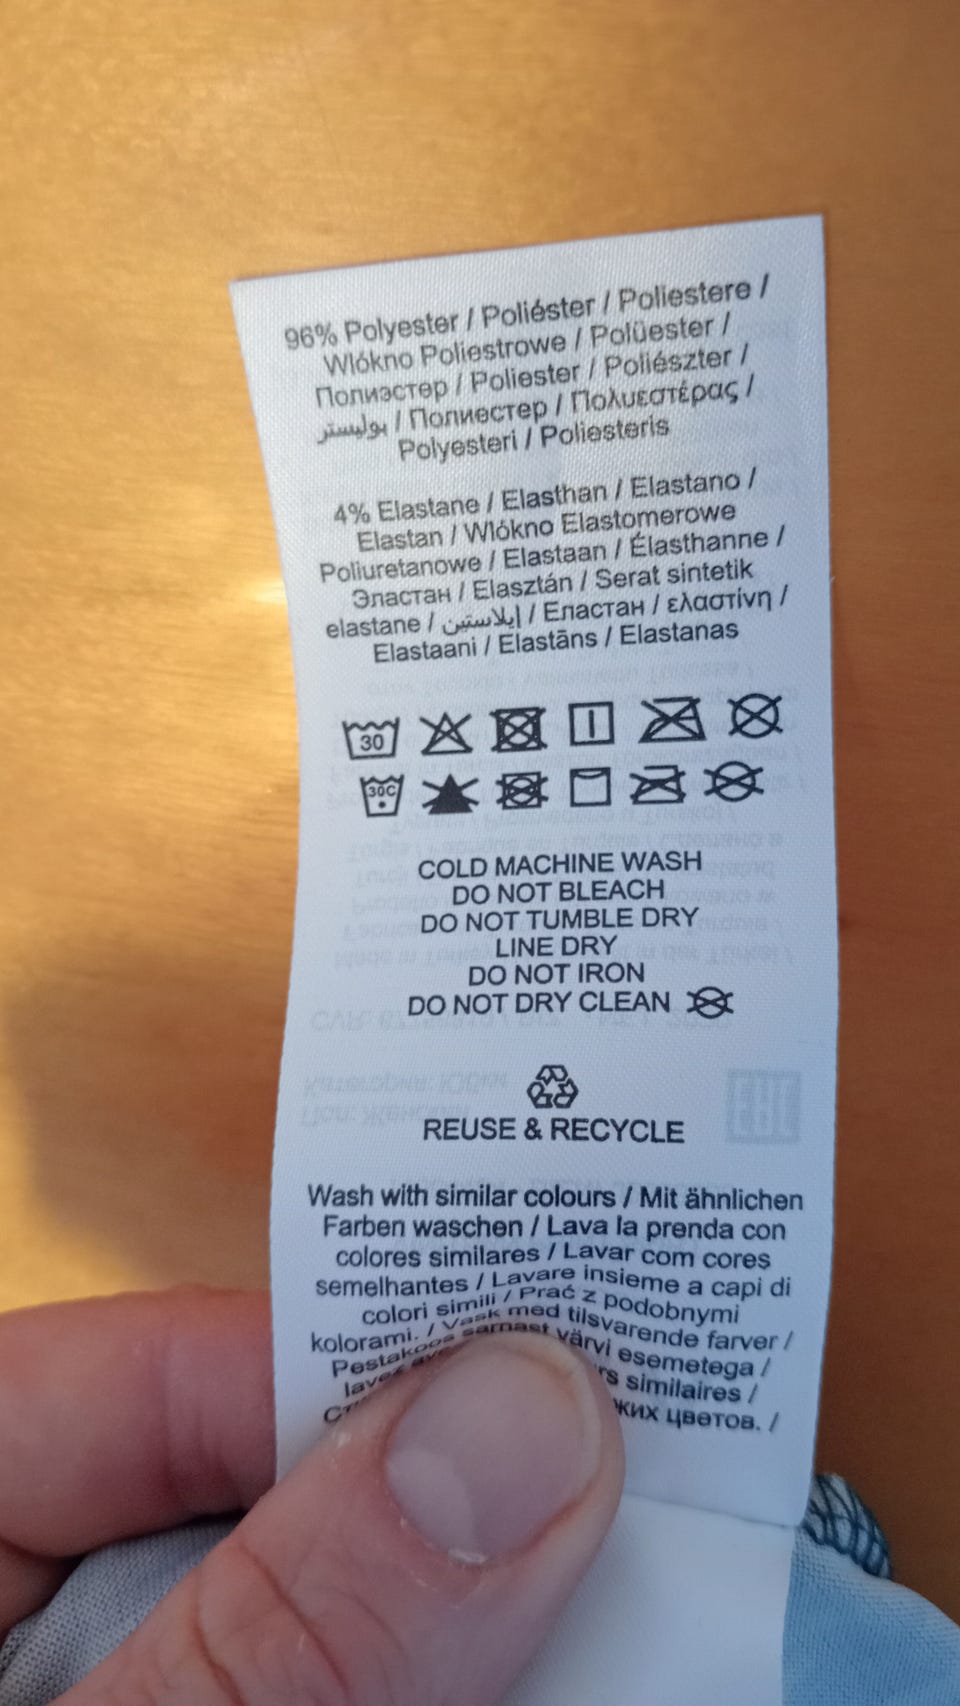 96% Polyester / Poliéster / Poliestere /
Wlókno Poliestrowe / Polüester /
Полиэстер / Poliester / Poliészter /
بوليستر / Полиестер / Πολυεστέρας /
Polyesteri / Poliesteris
4% Elastane / Elasthan / Elastano /
Elastan / Wlókno Elastomerowe
Poliuretanowe / Elastaan / Élasthanne /
Эластан / Elasztán / Serat sintetik
elastane / إيلاستين / Еластан / ελαστίνη /
Elastaani / Elastāns / Elastanas
30
30C
COLD MACHINE WASH
DO NOT BLEACH
DO NOT TUMBLE DRY
LINE DRY
DO NOT IRON
DO NOT DRY CLEAN
REUSE & RECYCLE
Wash with similar colours / Mit ähnlichen
Farben waschen / Lava la prenda con
colores similares / Lavar com cores
semelhantes / Lavare insieme a capi di
colori simili / Prać z podobnymi
kolorami. / Vask med tilsvarende farver /
Pestakoos sarnast värvi esemetega /
similaires /
цветов. /